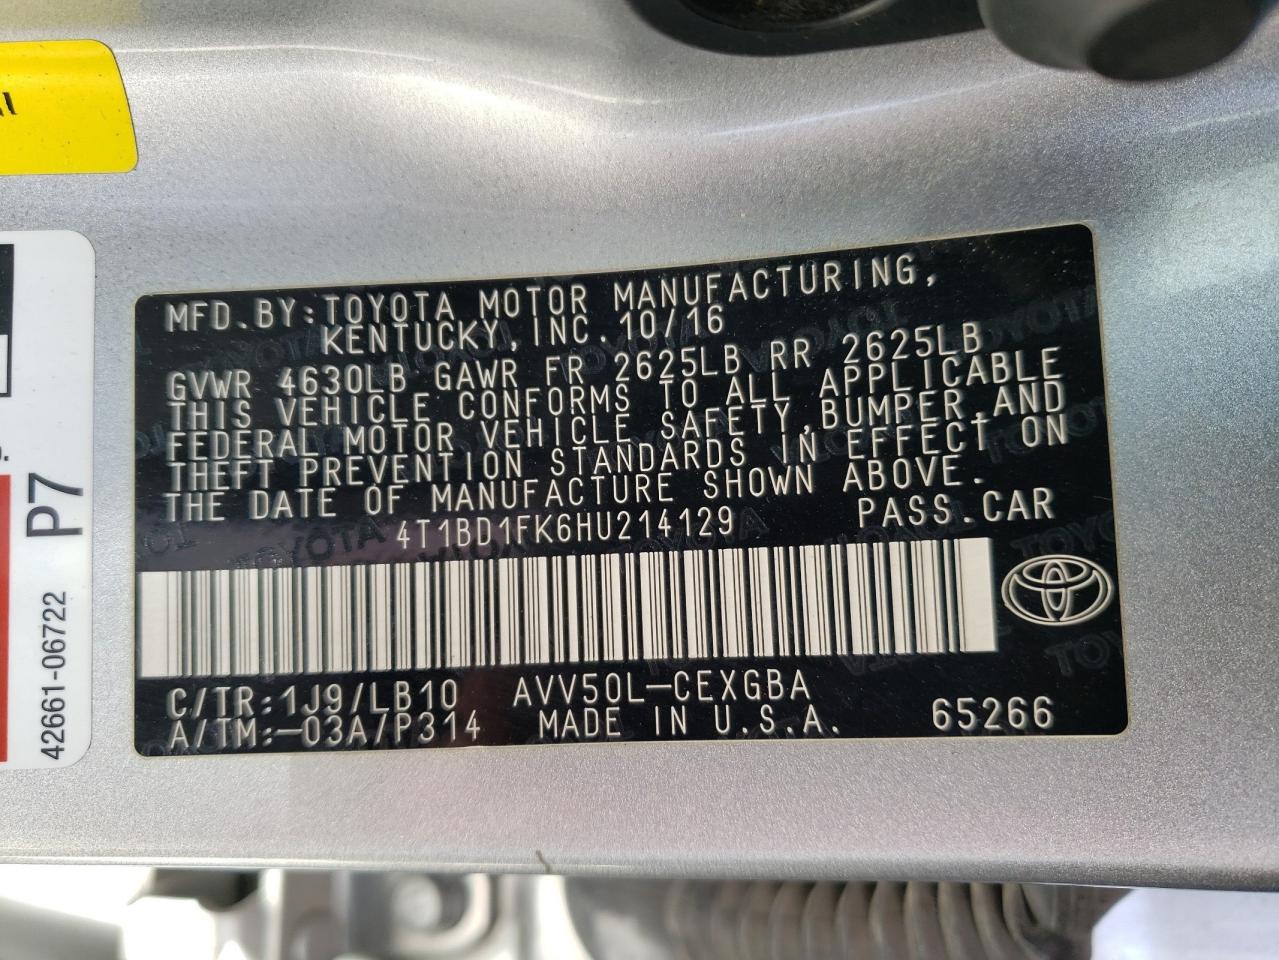 MFD.BY:TOYOTA MOTOR MANUFACTURING,
KENTUCKY,INC.10/16
GVWR 4630LB GAWR FR 2625LB RR 2625LB
THIS VEHICLE CONFORMS TO ALL APPLICABLE
FEDERAL MOTOR VEHICLE SAFETY,BUMPER,AND
THEFT PREVENTION STANDARDS IN EFFECT ON
THE DATE OF MANUFACTURE SHOWN ABOVE.
4T1BD1FK6HU214129 PASS.CAR
C/TR:1J9/LB10 AVV50L-CEXGBA
A/TM:-03A/P314 MADE IN U.S.A. 65266
P7
42661-06722